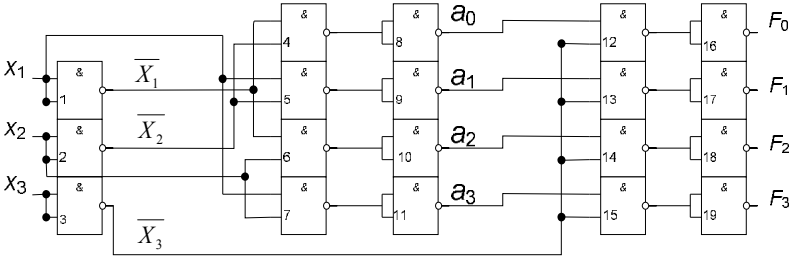 & & & & a0 F0
4 8 12 16
X1 & X̅1 & & a1 & & F1
1 5 9 13 17
X2 & X̅2 & & a2 & & F2
2 6 10 14 18
X3 & & & a3 & & F3
3 7 11 15 19
X̅3